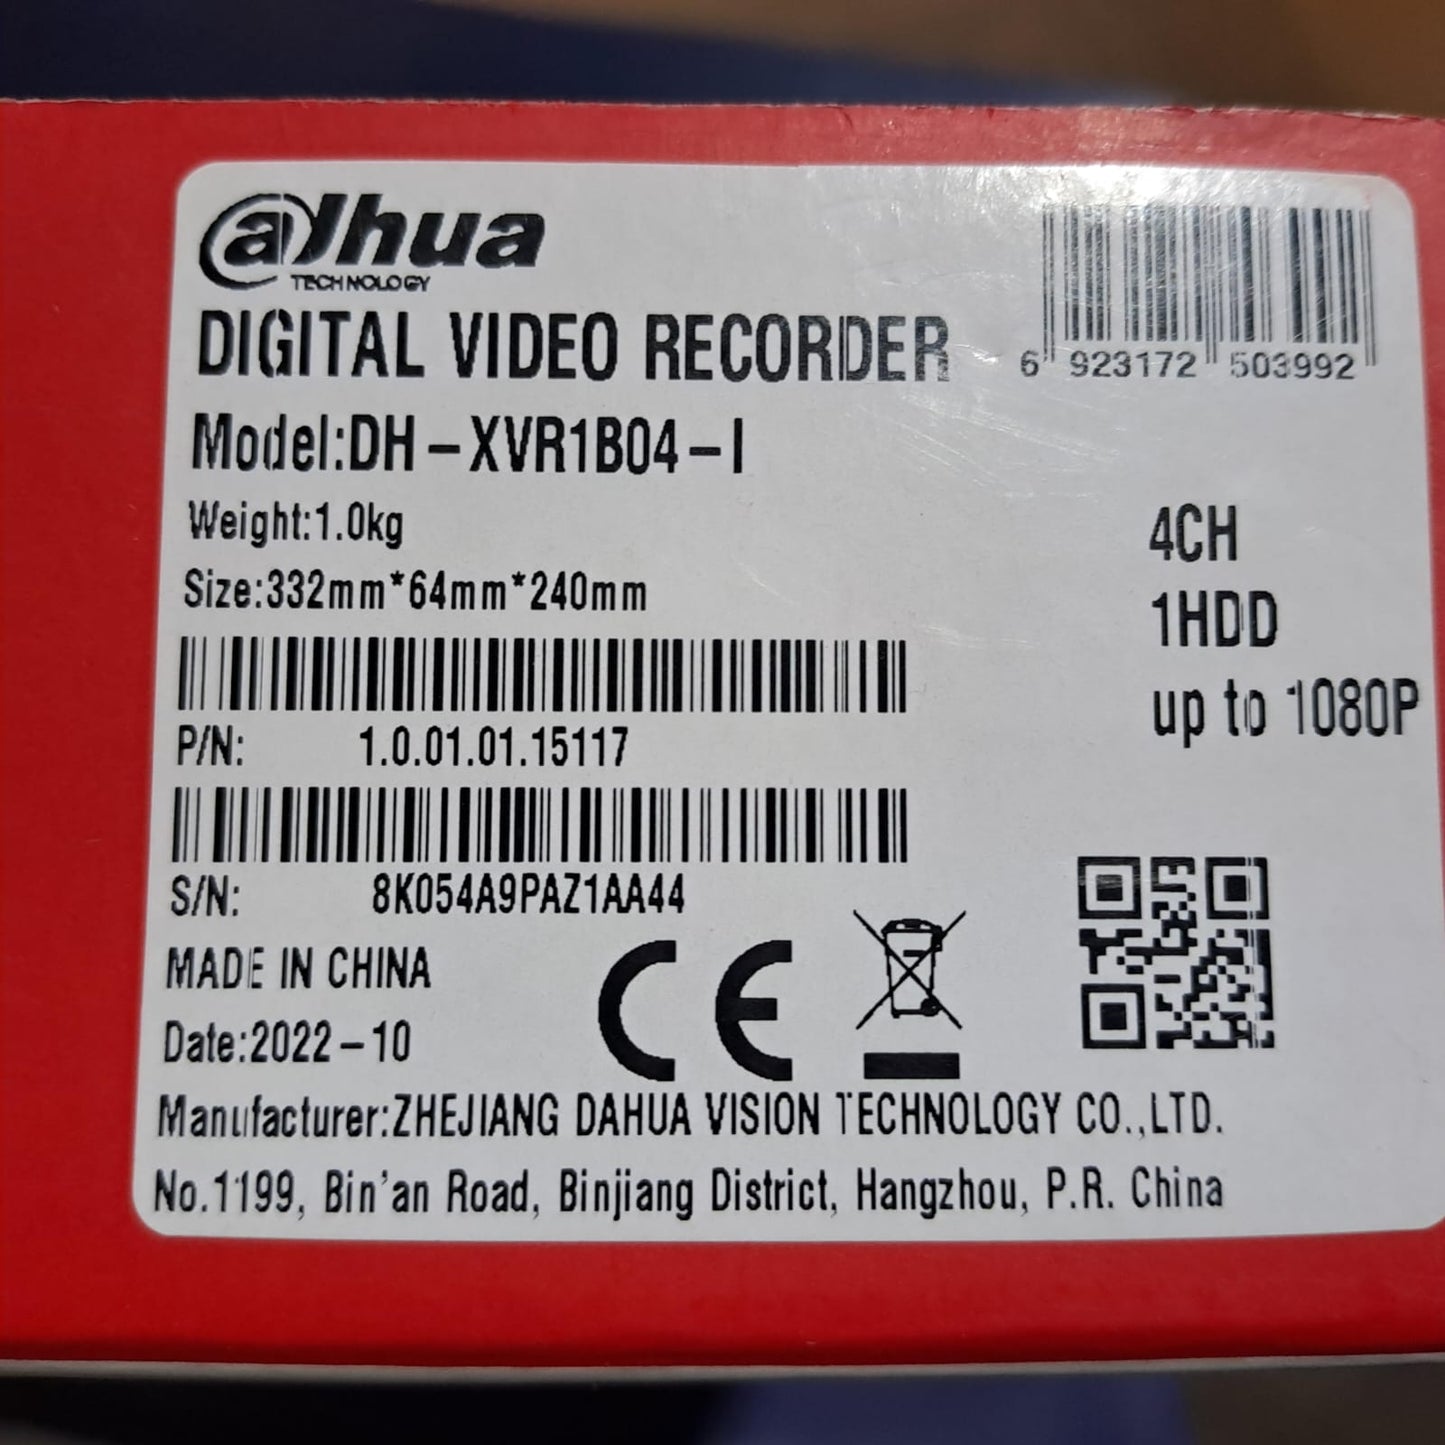 alhua
TECHNOLOGY
DIGITAL VIDEO RECORDER
6 923172 503992
Model:DH-XVR1B04-I
Weight:1.0kg
Size:332mm*64mm*240mm
4CH
1HDD
up to 1080P
P/N: 1.0.01.01.15117
S/N: 8K054A9PAZ1AA44
MADE IN CHINA
Date:2022-10
CE
Manufacturer:ZHEJIANG DAHUA VISION TECHNOLOGY CO.,LTD.
No.1199, Bin'an Road, Binjiang District, Hangzhou, P.R. China